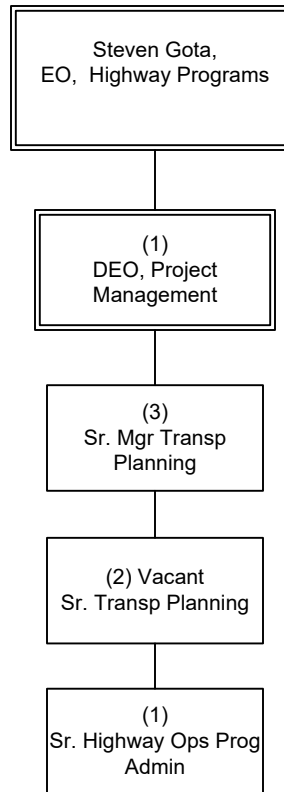 Steven Gota,
EO, Highway Programs
(1)
DEO, Project
Management
(3)
Sr. Mgr Transp
Planning
(2) Vacant
Sr. Transp Planning
(1)
Sr. Highway Ops Prog
Admin